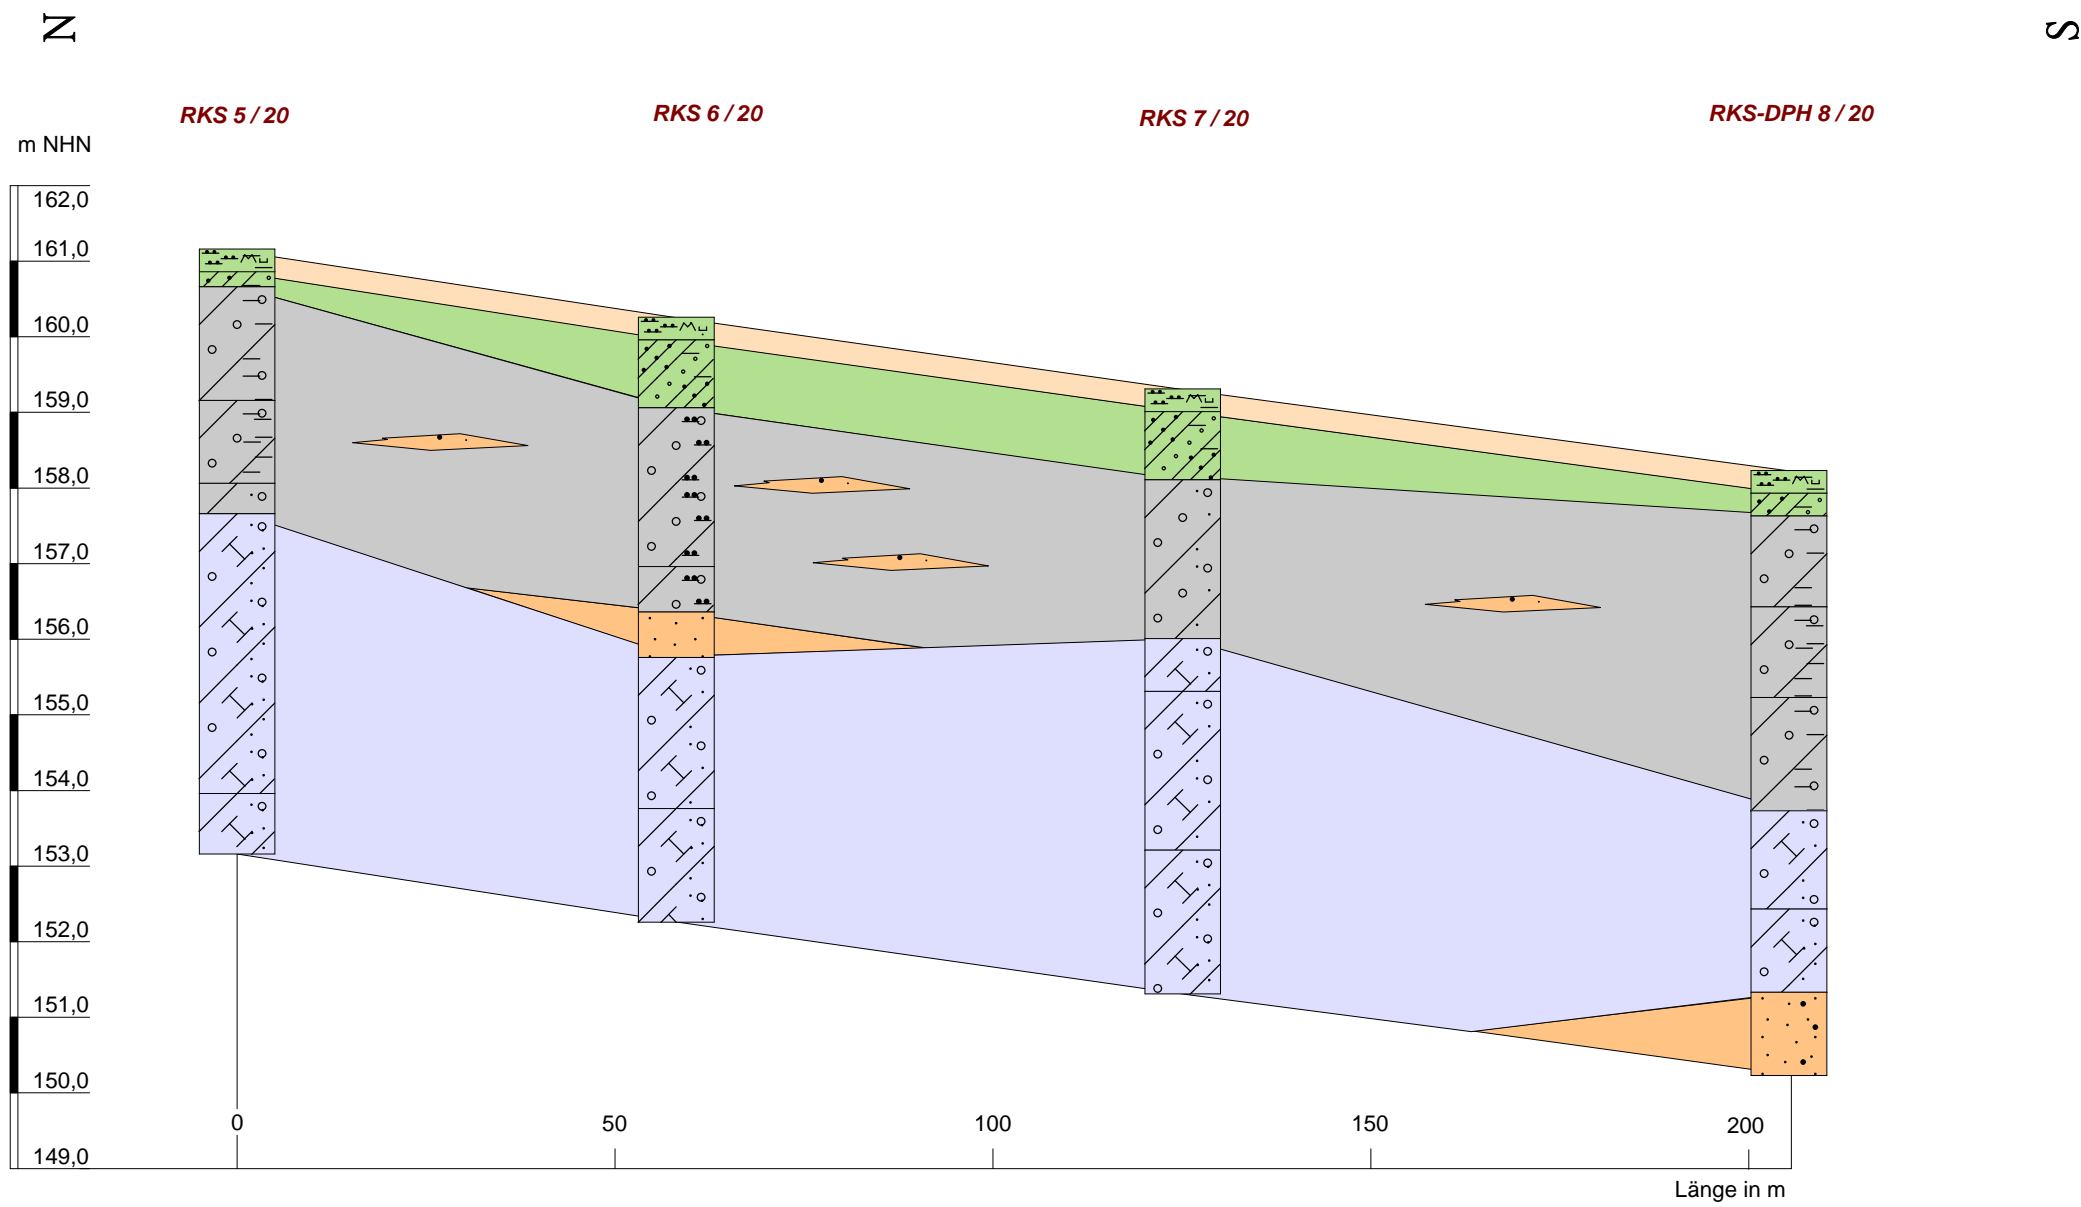 N
S
RKS 5 / 20
RKS 6 / 20
RKS 7 / 20
RKS-DPH 8 / 20
m NHN
162,0
161,0
160,0
159,0
158,0
157,0
156,0
155,0
154,0
153,0
152,0
151,0
150,0
0
50
100
150
200
149,0
Länge in m